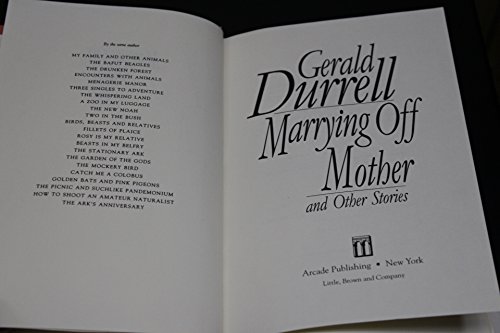 By the same author
MY FAMILY AND OTHER ANIMALS
THE BAFUT BEAGLES
THE DRUNKEN FOREST
ENCOUNTERS WITH ANIMALS
MENAGERIE MANOR
THREE SINGLES TO ADVENTURE
THE WHISPERING LAND
A ZOO IN MY LUGGAGE
THE NEW NOAH
TWO IN THE BUSH
BIRDS, BEASTS AND RELATIVES
FILLETS OF PLAICE
ROSY IS MY RELATIVE
BEASTS IN MY BELFRY
THE STATIONARY ARK
THE GARDEN OF THE GODS
THE MOCKERY BIRD
CATCH ME A COLOBUS
GOLDEN BATS AND PINK PIGEONS
THE PICNIC AND SUCHLIKE PANDEMONIUM
HOW TO SHOOT AN AMATEUR NATURALIST
THE ARK'S ANNIVERSARY
Gerald
Durrell
Marrying Off
Mother
and Other Stories
Arcade Publishing ▪ New York
Little, Brown and Company